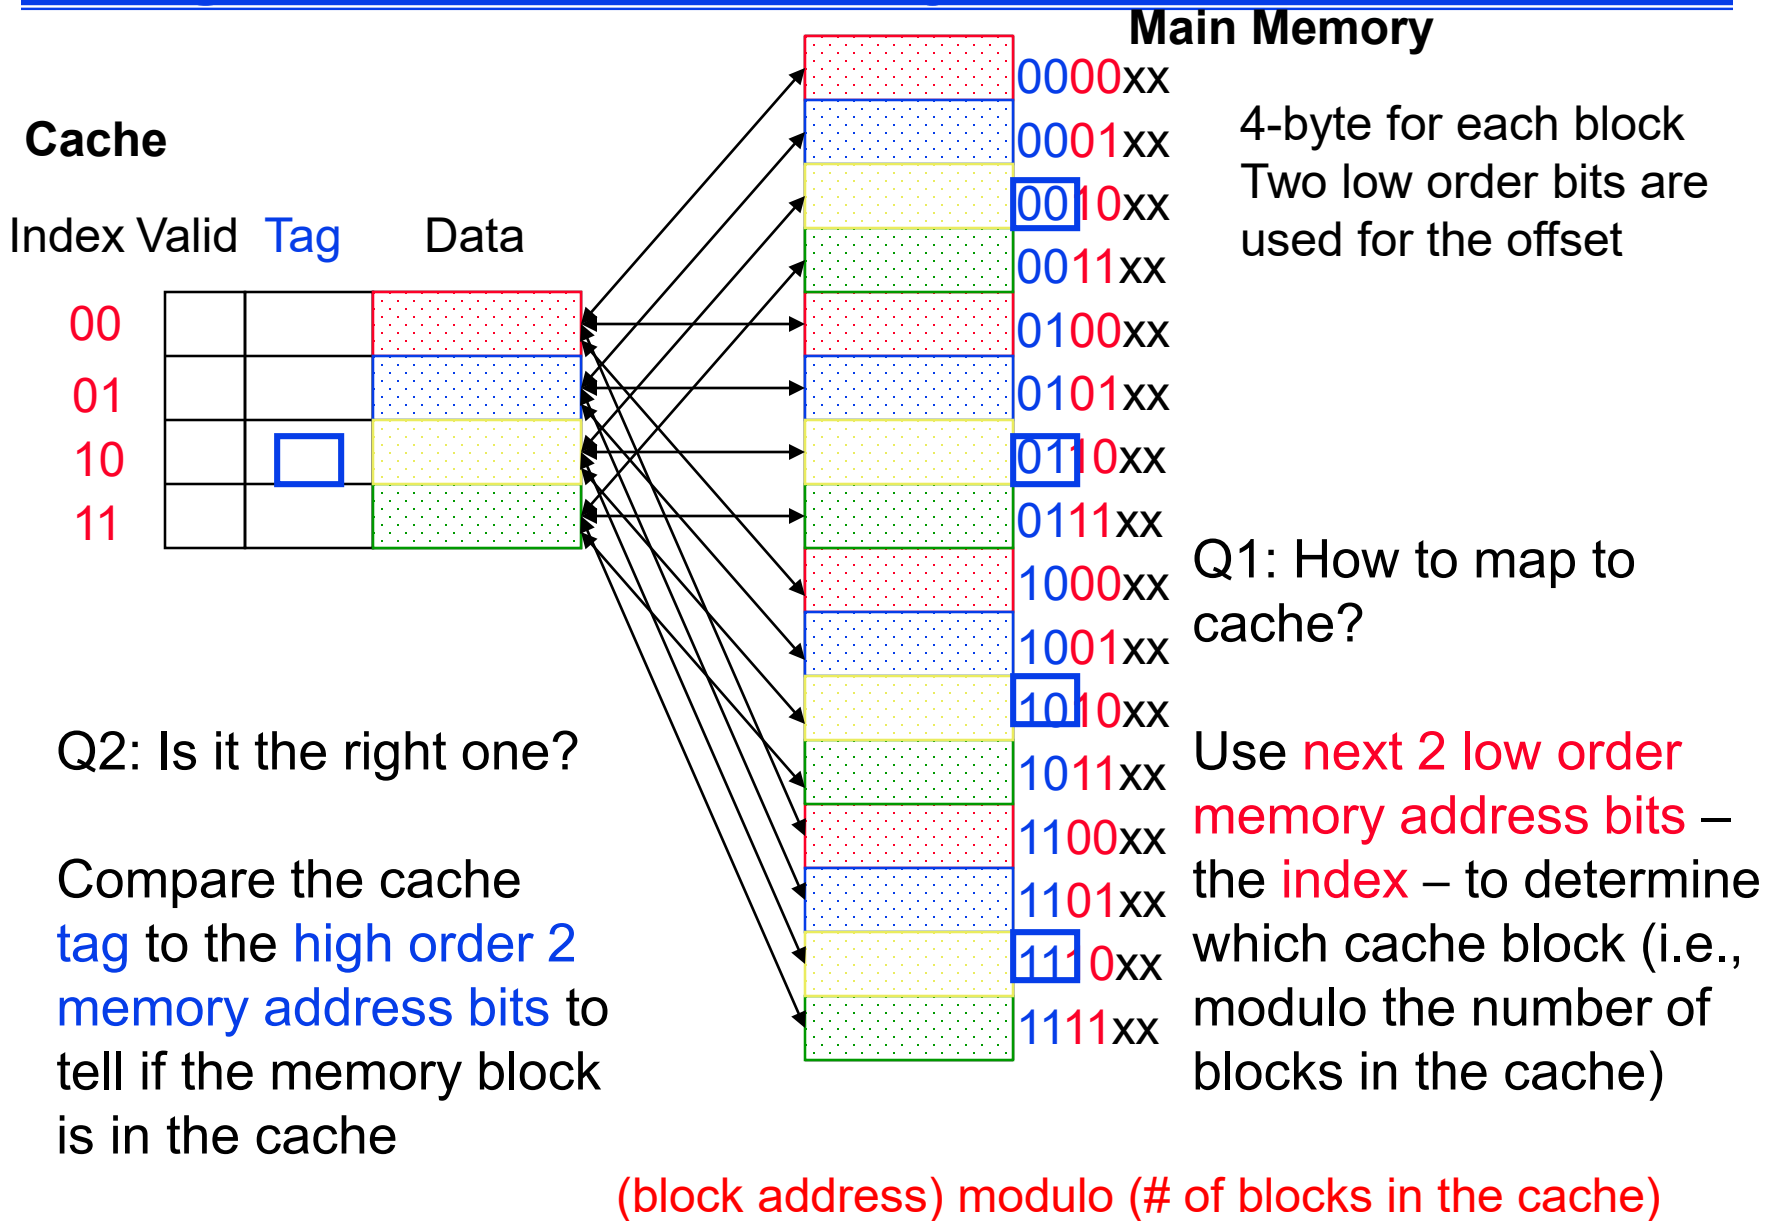 Main Memory
Cache
Index Valid Tag Data
00
01
10
11
0000xx
0001xx
0010xx
0011xx
0100xx
0101xx
0110xx
0111xx
1000xx
1001xx
1010xx
1011xx
1100xx
1101xx
1110xx
1111xx
4-byte for each block
Two low order bits are
used for the offset
Q1: How to map to
cache?
Use next 2 low order
memory address bits –
the index – to determine
which cache block (i.e.,
modulo the number of
blocks in the cache)
Q2: Is it the right one?
Compare the cache
tag to the high order 2
memory address bits to
tell if the memory block
is in the cache
(block address) modulo (# of blocks in the cache)